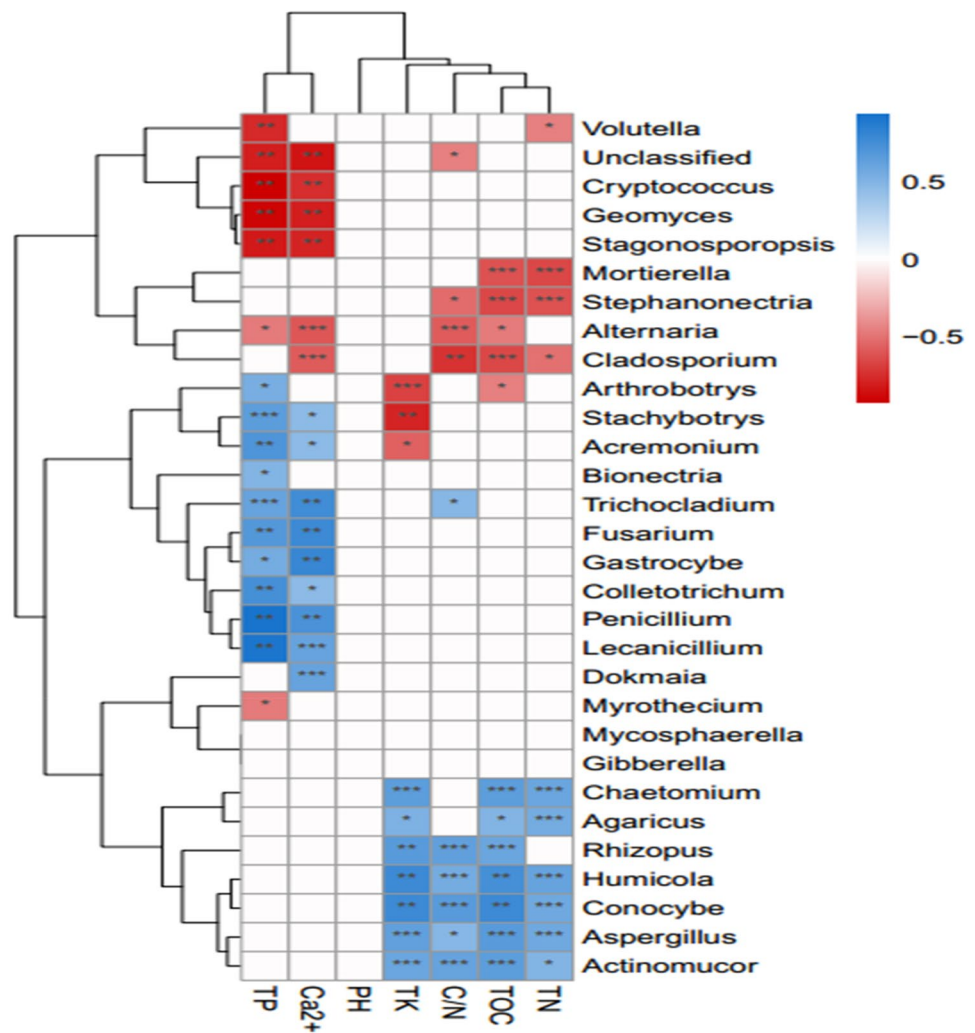 ** * Volutella
** ** * Unclassified
** ** Cryptococcus
** ** Geomyces
** ** Stagonosporopsis
*** *** Mortierella
* *** *** Stephanonectria
* *** *** * Alternaria
*** ** *** * Cladosporium
* *** * Arthrobotrys
*** * ** Stachybotrys
** * * Acremonium
* Bionectria
*** ** * Trichocladium
** ** Fusarium
* ** Gastrocybe
** * Colletotrichum
** ** Penicillium
** *** Lecanicillium
*** Dokmaia
* Myrothecium
Mycosphaerella
Gibberella
*** *** *** Chaetomium
* * *** Agaricus
** *** *** Rhizopus
** *** ** *** Humicola
** *** ** *** Conocybe
*** * *** *** Aspergillus
*** *** *** * Actinomucor
TP Ca2+ PH TK C/N TOC TN
0.5
0
−0.5